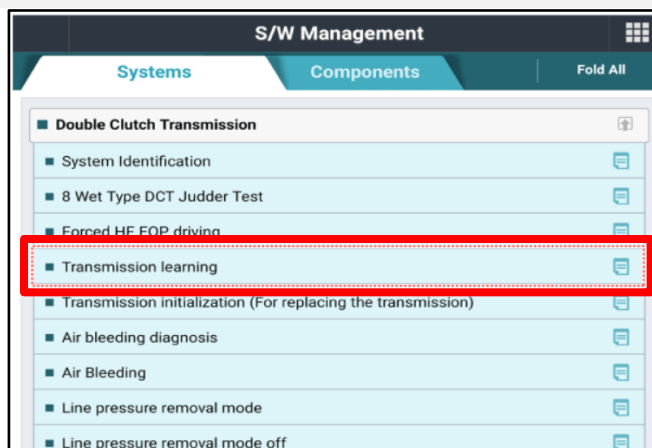 S/W Management
Systems
Components
Fold All
Double Clutch Transmission
System Identification
8 Wet Type DCT Judder Test
Forced HF EOP driving
Transmission learning
Transmission initialization (For replacing the transmission)
Air bleeding diagnosis
Air Bleeding
Line pressure removal mode
Line pressure removal mode off